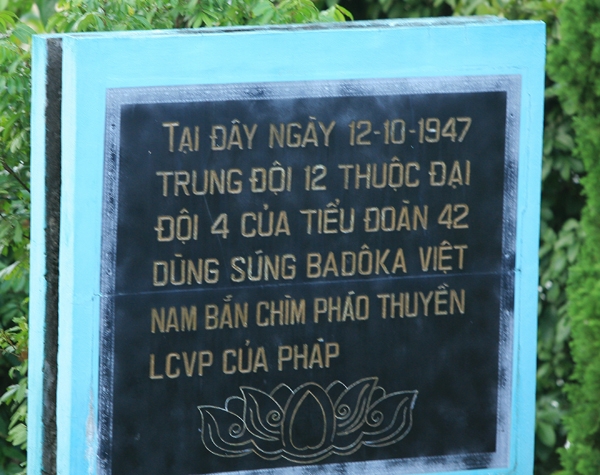 TẠI ĐÂY NGÀY 12-10-1947
TRUNG ĐỘI 12 THUỘC ĐẠI
ĐỘI 4 CỦA TIỂU ĐOÀN 42
DÙNG SÚNG BADÔKA VIỆT
NAM BẮN CHÌM PHÁO THUYỀN
LCVP CỦA PHÁP